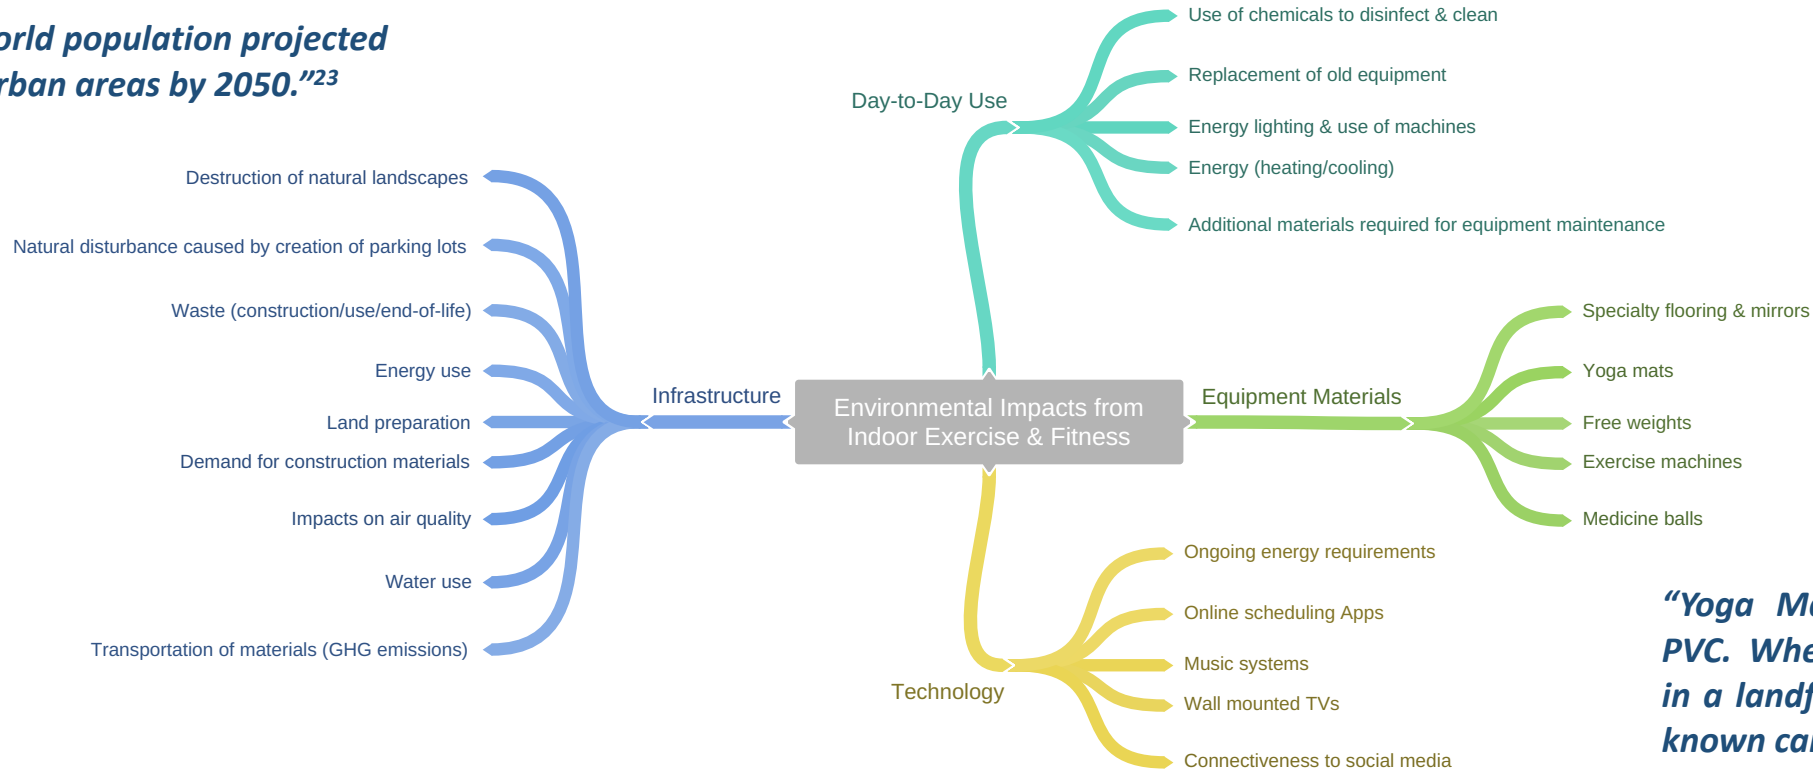 world population projected
urban areas by 2050.”23
Day-to-Day Use
Use of chemicals to disinfect & clean
Replacement of old equipment
Energy lighting & use of machines
Energy (heating/cooling)
Additional materials required for equipment maintenance
Infrastructure
Destruction of natural landscapes
Natural disturbance caused by creation of parking lots
Waste (construction/use/end-of-life)
Energy use
Land preparation
Demand for construction materials
Impacts on air quality
Water use
Transportation of materials (GHG emissions)
Environmental Impacts from
Indoor Exercise & Fitness
Equipment Materials
Specialty flooring & mirrors
Yoga mats
Free weights
Exercise machines
Medicine balls
Technology
Ongoing energy requirements
Online scheduling Apps
Music systems
Wall mounted TVs
Connectiveness to social media
“Yoga
PVC.
in a
known